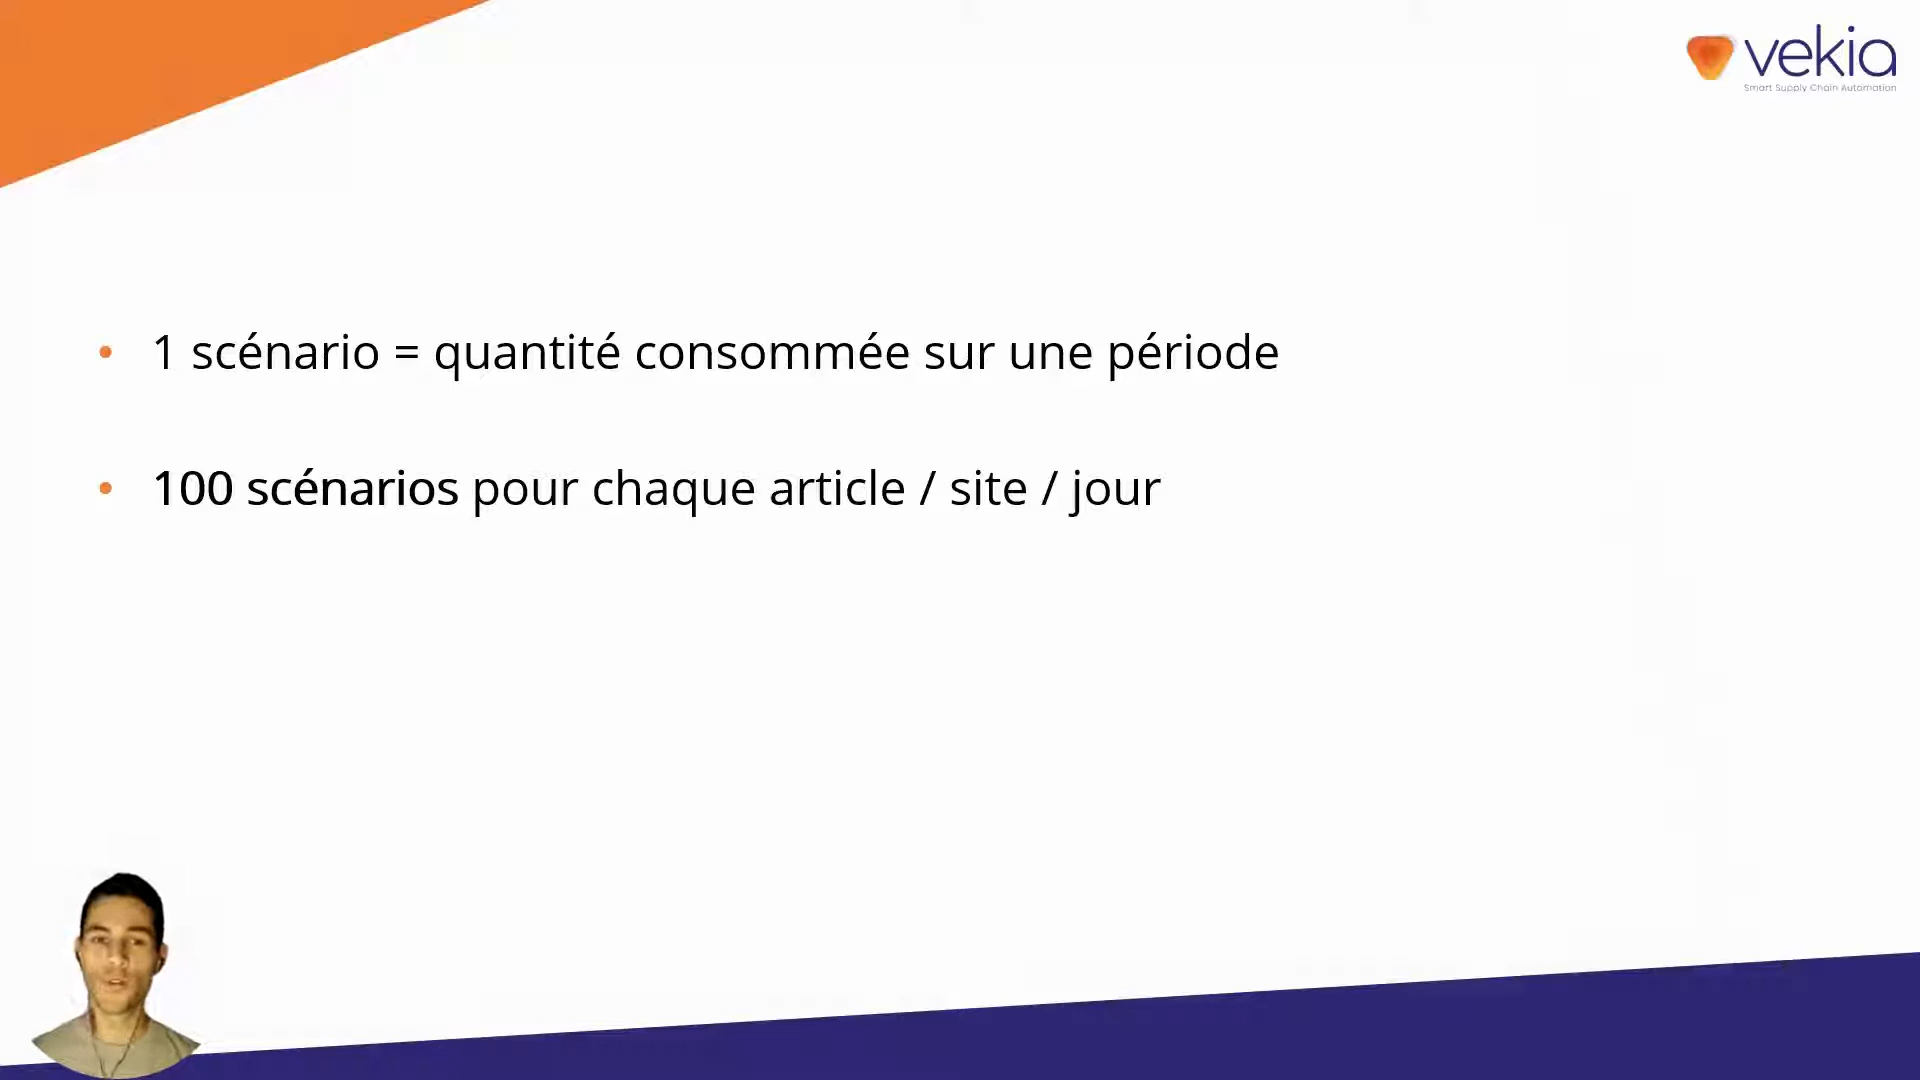 vekia
Smart Supply Chain Automation
• 1 scénario = quantité consommée sur une période
• 100 scénarios pour chaque article / site / jour